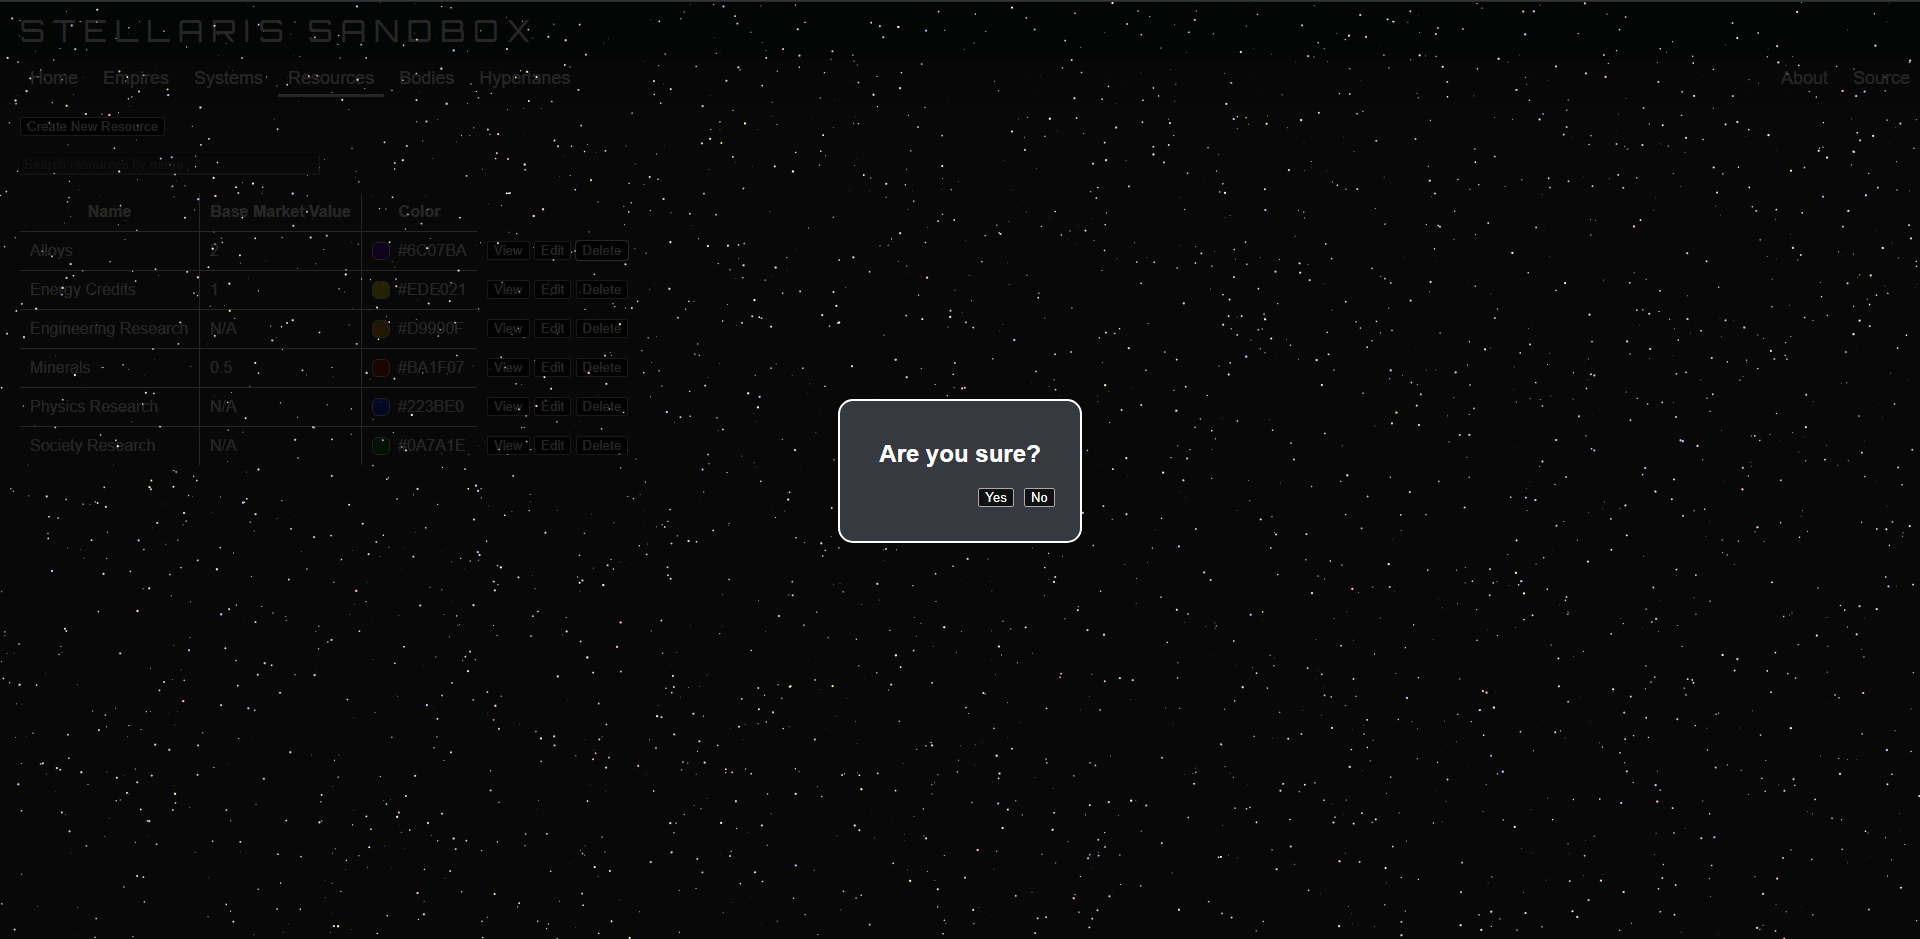 STELLARIS SANDBOX
Home Empires Systems Resources Bodies Hyperlanes About Source
Create New Resource
Search resources by name
Name Base Market Value Color
Alloys 2 #6C07BA View Edit Delete
Energy Credits 1 #EDE021 View Edit Delete
Engineering Research N/A #D9990F View Edit Delete
Minerals 0.5 #BA1F07 View Edit Delete
Physics Research N/A #223BE0 View Edit Delete
Society Research N/A #0A7A1E View Edit Delete
Are you sure?
Yes No